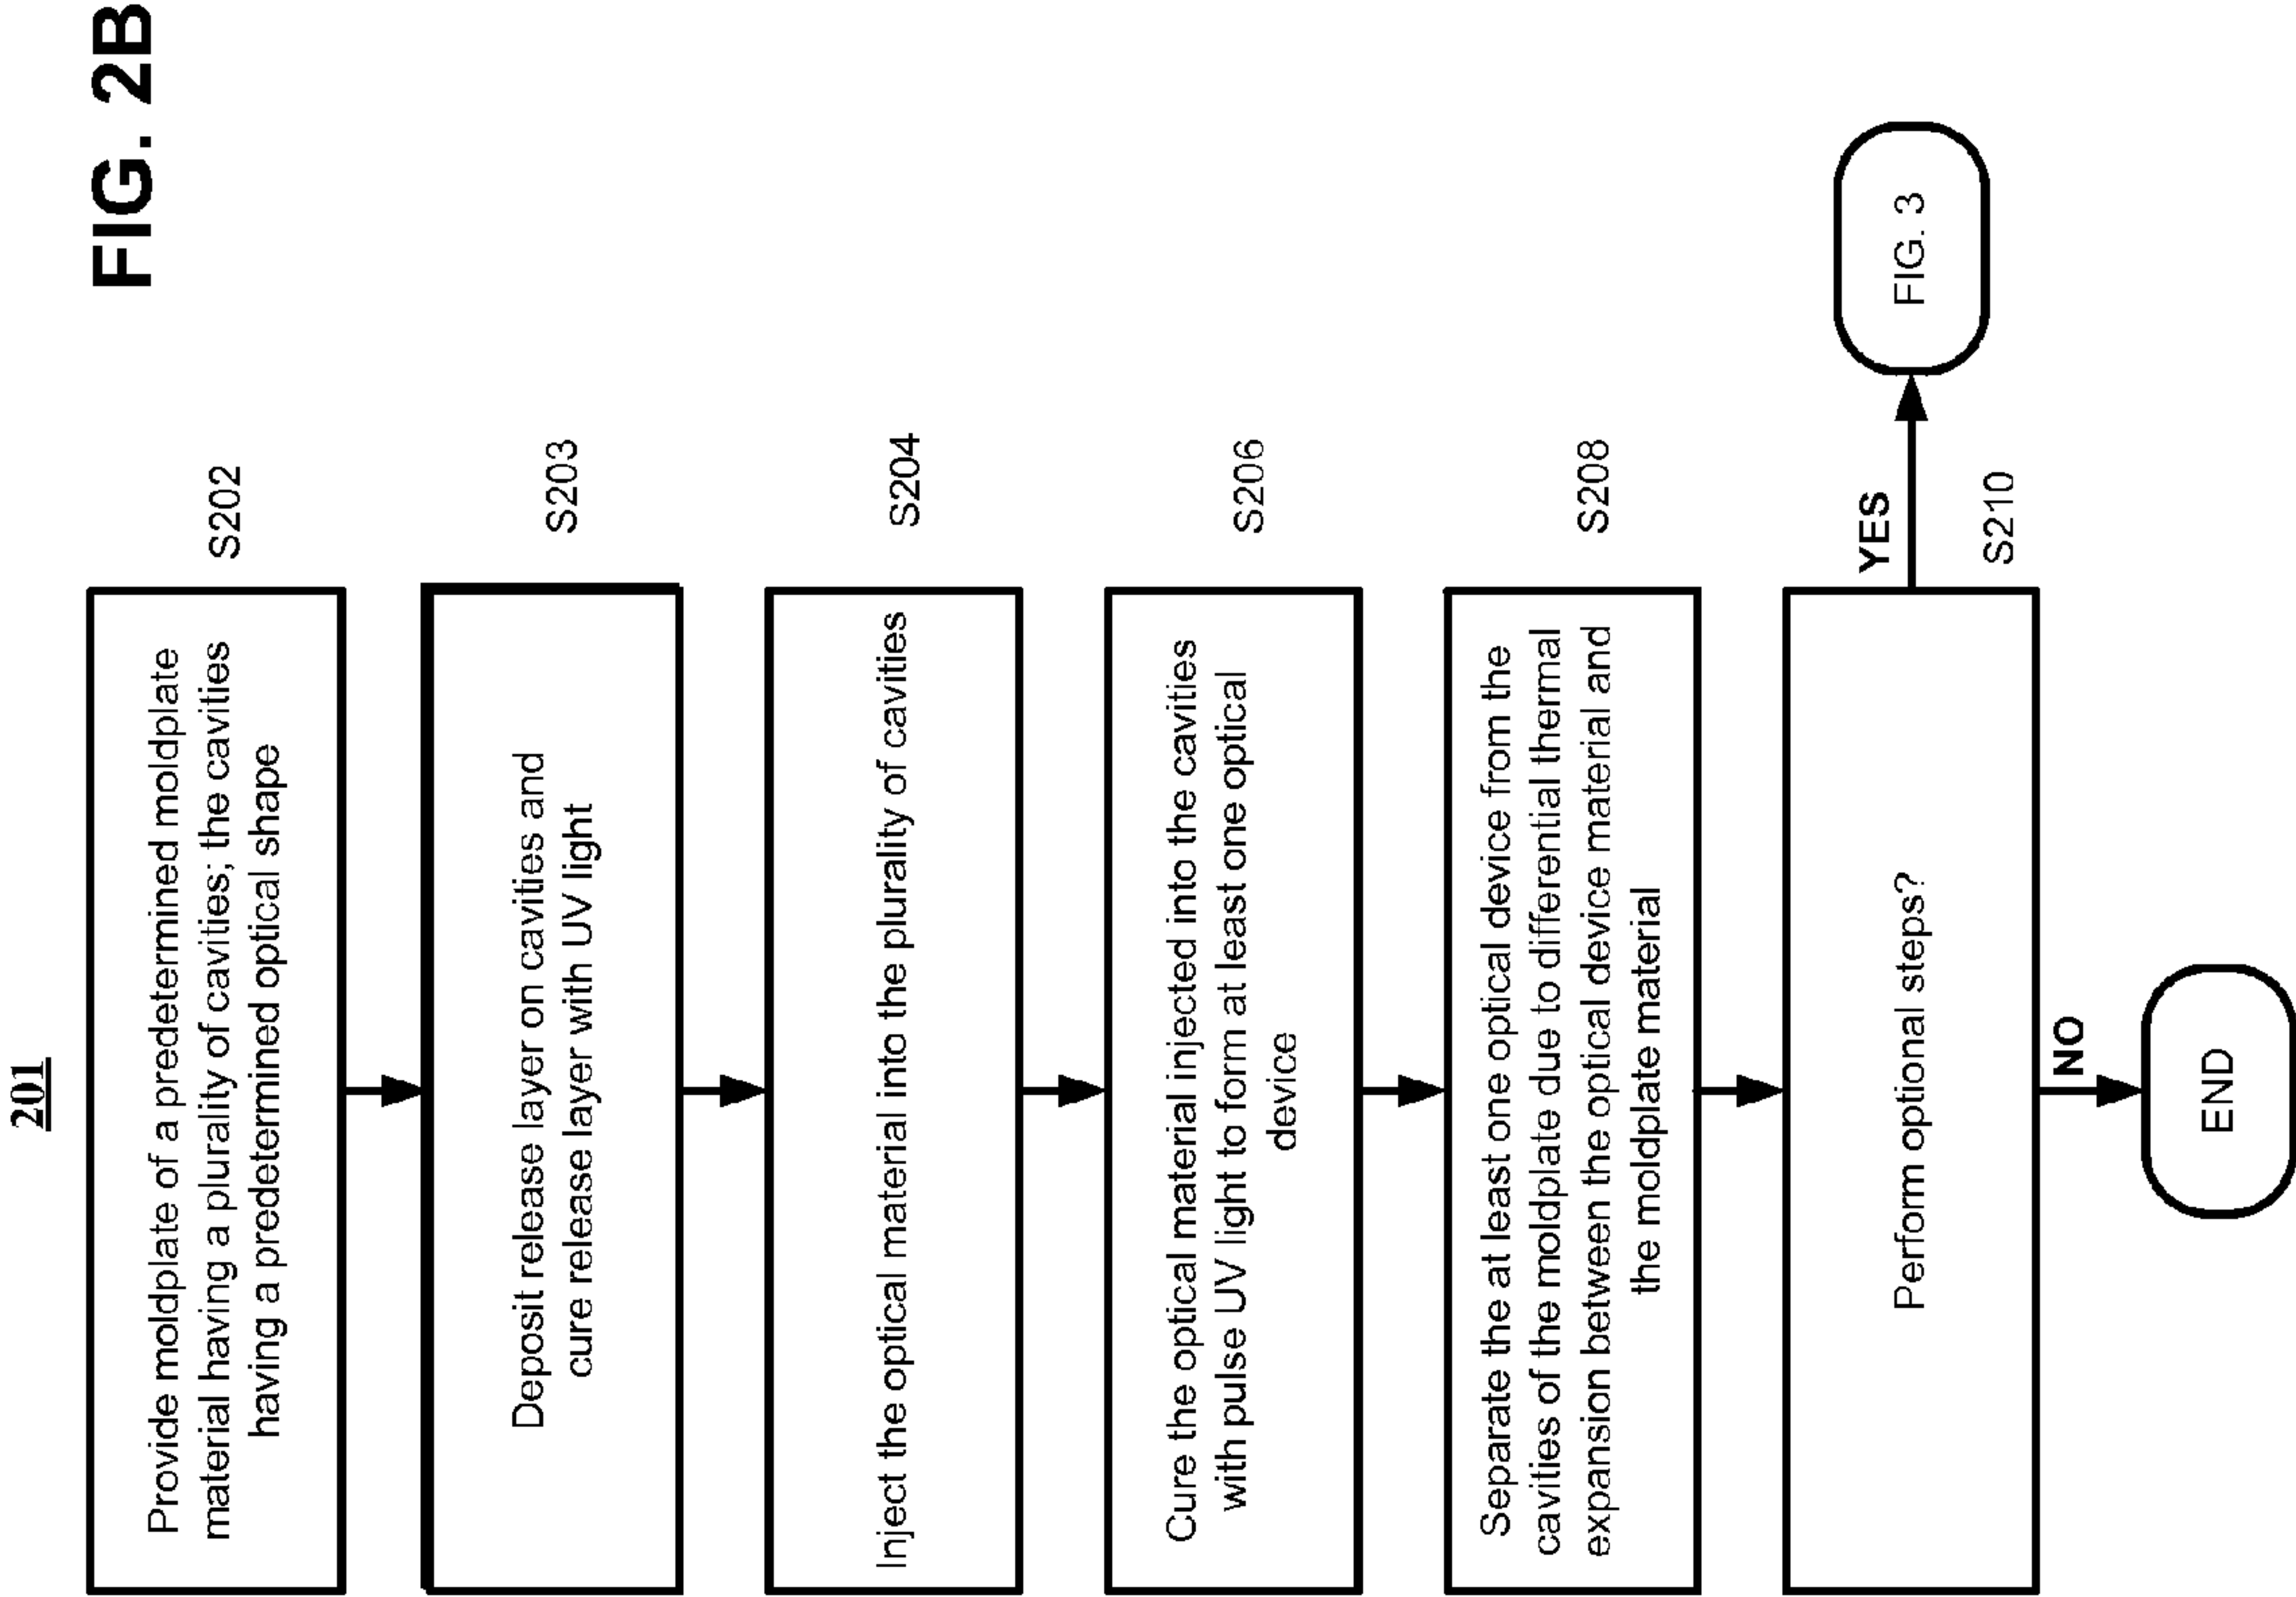 201
FIG. 2B
Provide moldplate of a predetermined moldplate
material having a plurality of cavities; the cavities
having a predetermined optical shape
S202
Deposit release layer on cavities and
cure release layer with UV light
S203
Inject the optical material into the plurality of cavities
S204
Cure the optical material injected into the cavities
with pulse UV light to form at least one optical
device
S206
Separate the at least one optical device from the
cavities of the moldplate due to differential thermal
expansion between the optical device material and
the moldplate material
S208
Perform optional steps?
YES
S210
FIG. 3
NO
END